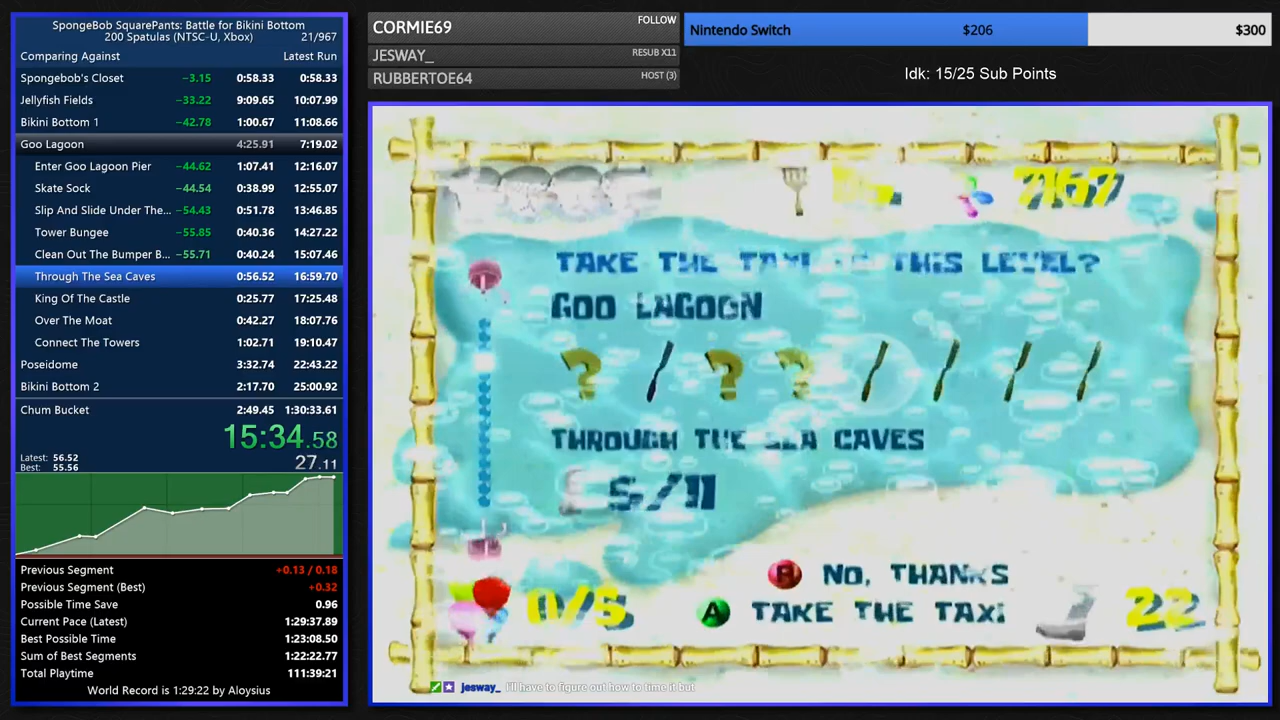 SpongeBob SquarePants: Battle for Bikini Bottom
200 Spatulas (NTSC-U, Xbox) 21/967
Comparing Against Latest Run
Spongebob's Closet −3.15 0:58.33 0:58.33
Jellyfish Fields −33.22 9:09.65 10:07.99
Bikini Bottom 1 −42.78 1:00.67 11:08.66
Goo Lagoon 4:25.91 7:19.02
Enter Goo Lagoon Pier −44.62 1:07.41 12:16.07
Skate Sock −44.54 0:38.99 12:55.07
Slip And Slide Under The... −54.43 0:51.78 13:46.85
Tower Bungee −55.85 0:40.36 14:27.22
Clean Out The Bumper B... −55.71 0:40.24 15:07.46
Through The Sea Caves 0:56.52 16:59.70
King Of The Castle 0:25.77 17:25.48
Over The Moat 0:42.27 18:07.76
Connect The Towers 1:02.71 19:10.47
Poseidome 3:32.74 22:43.22
Bikini Bottom 2 2:17.70 25:00.92
Chum Bucket 2:49.45 1:30:33.61
15:34.58
Latest: 56.52
Best: 55.56
27.11
Previous Segment +0.13 / 0.18
Previous Segment (Best) +0.32
Possible Time Save 0.96
Current Pace (Latest) 1:29:37.89
Best Possible Time 1:23:08.50
Sum of Best Segments 1:22:22.77
Total Playtime 111:39:21
World Record is 1:29:22 by Aloysius
CORMIE69 FOLLOW
JESWAY_ RESUB X11
RUBBERTOE64 HOST (3)
Nintendo Switch $206 $300
Idk: 15/25 Sub Points
7167
TAKE THE TAXI TO THIS LEVEL?
GOO LAGOON
? / ? ? / / / /
THROUGH THE SEA CAVES
5/11
B NO, THANKS
0/5 A TAKE THE TAXI 22
jesway_ I'll have to figure out how to time it but